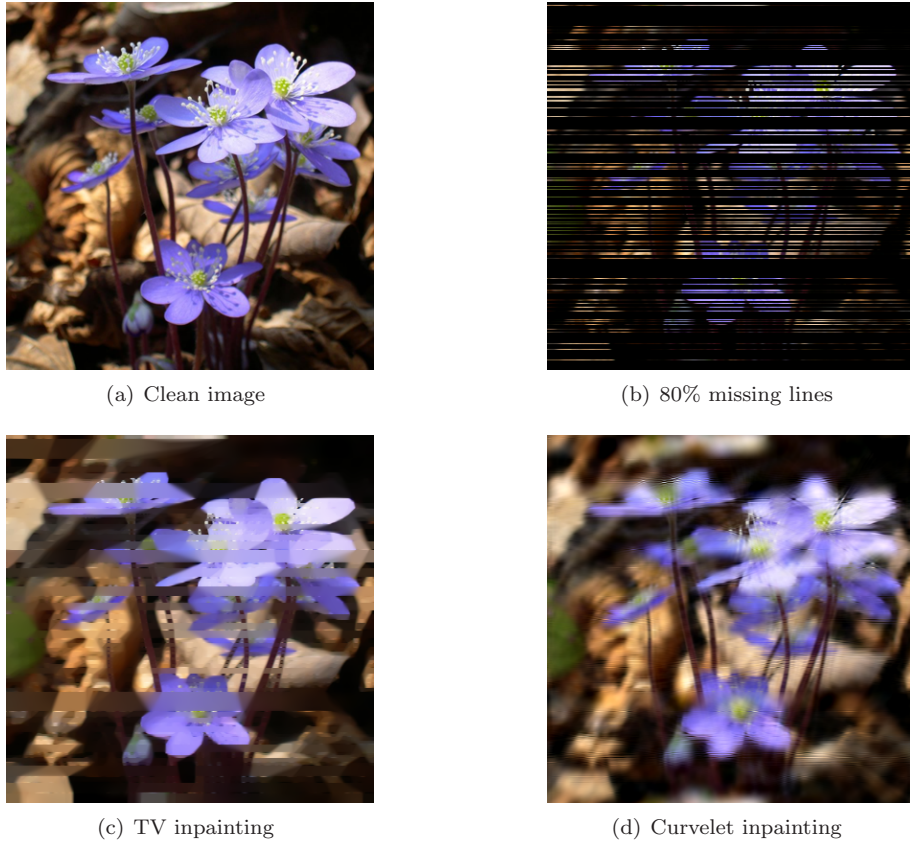 (a) Clean image
(b) 80% missing lines
(c) TV inpainting
(d) Curvelet inpainting